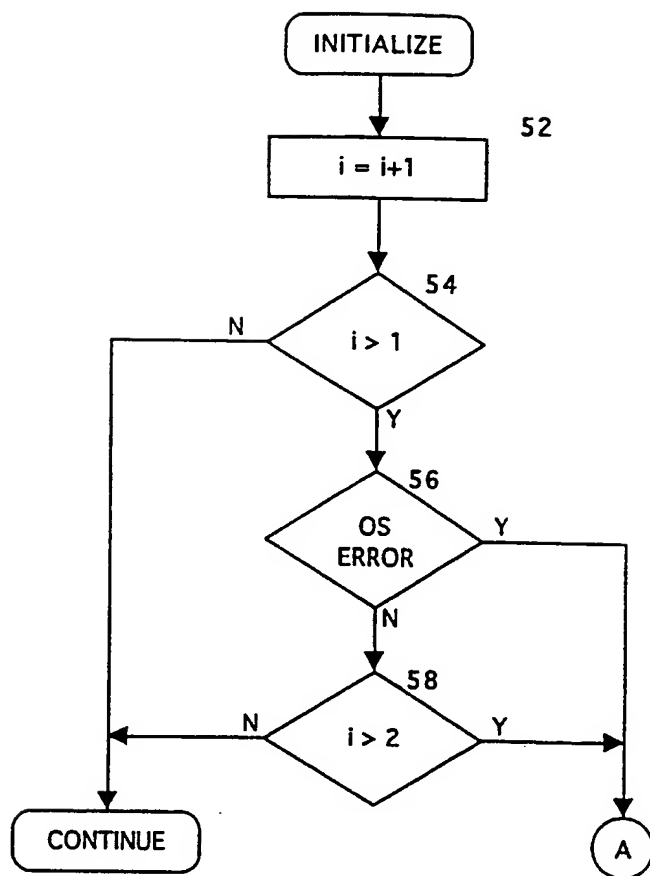 INITIALIZE
52
i = i+1
54
N
i > 1
Y
56
OS
ERROR
Y
N
58
N
i > 2
Y
CONTINUE
A